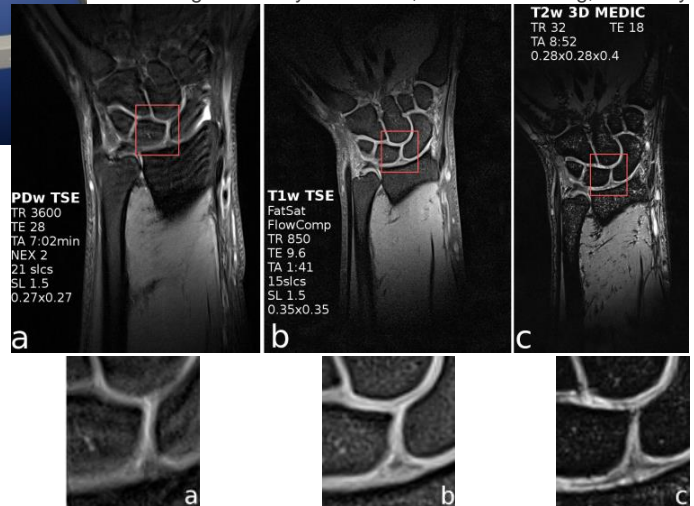 T2w 3D MEDIC
TR 32 TE 18
TA 8:52
0.28x0.28x0.4
PDw TSE
TR 3600
TE 28
TA 7:02min
NEX 2
21 slcs
SL 1.5
0.27x0.27
a
T1w TSE
FatSat
FlowComp
TR 850
TE 9.6
TA 1:41
15slcs
SL 1.5
0.35x0.35
b
c
a
b
c